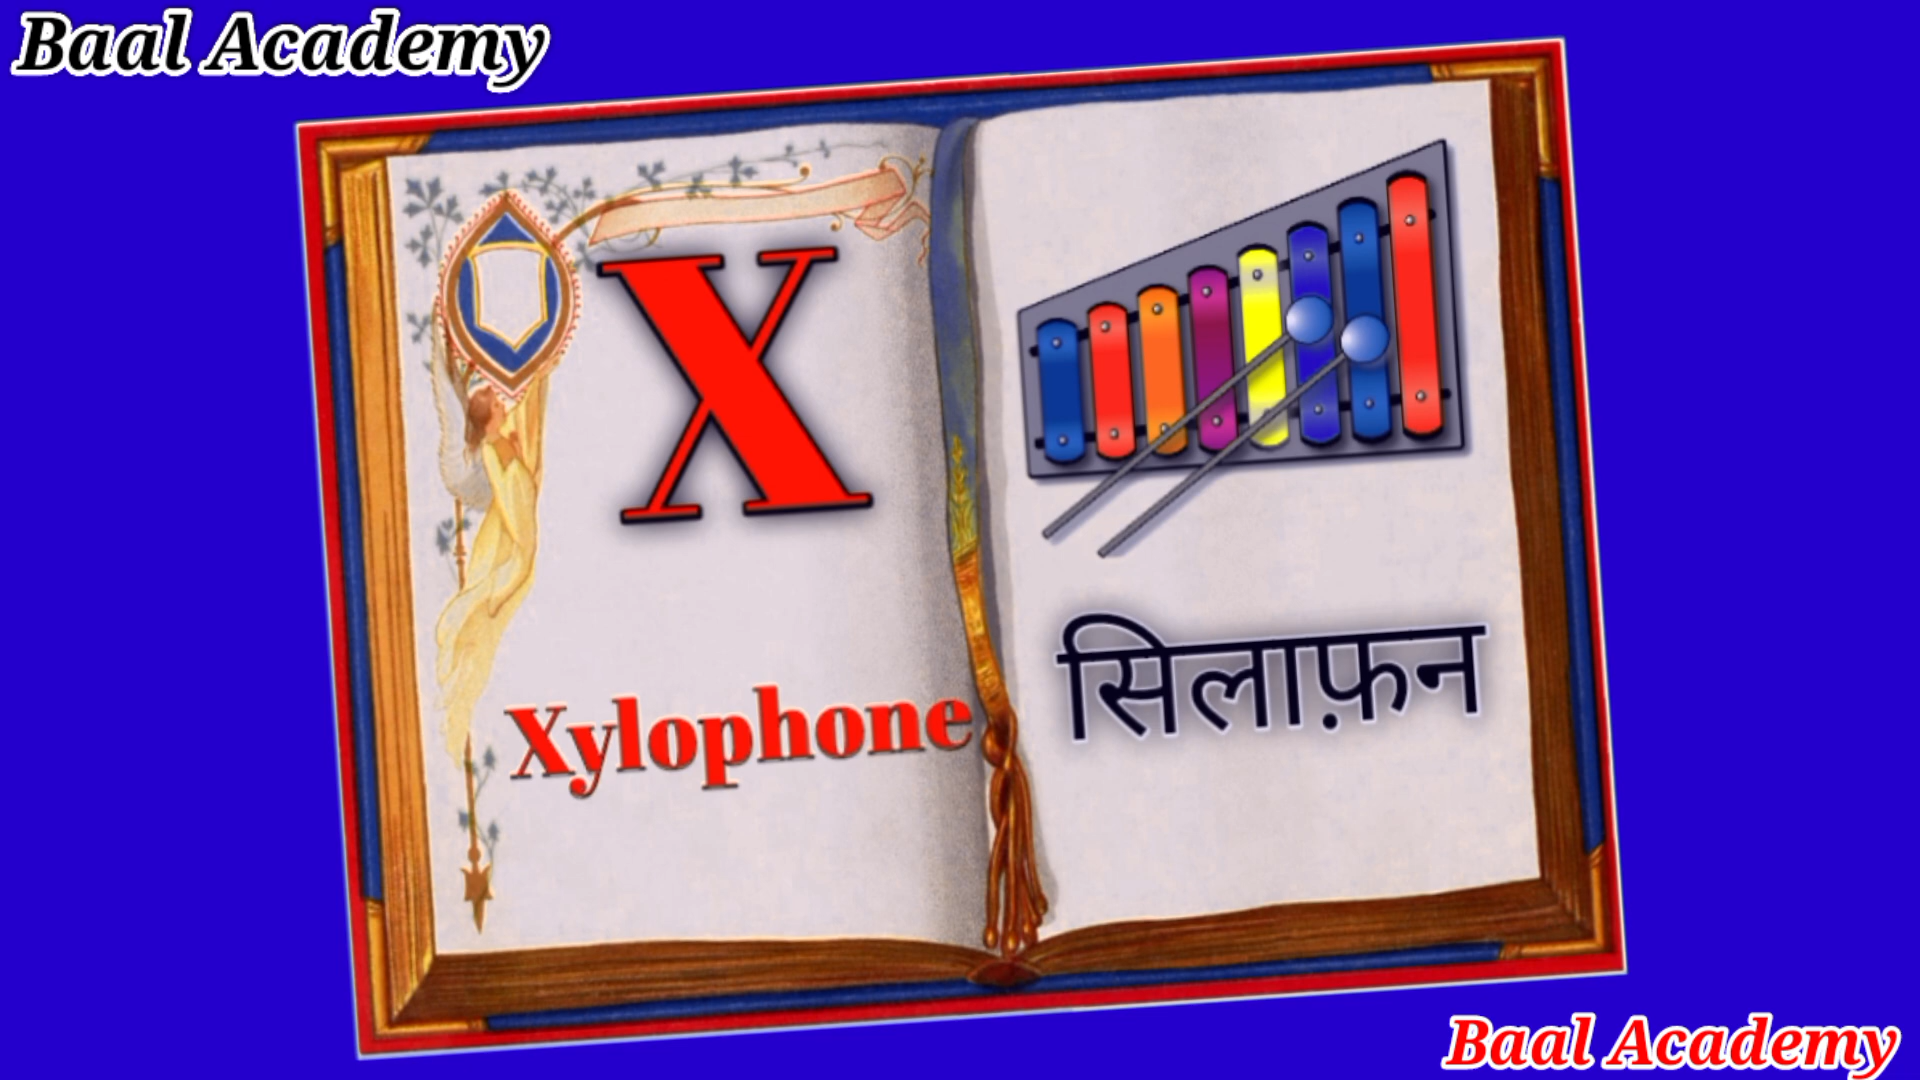 Baal Academy
X
Xylophone
सिलाफ़न
Baal Academy